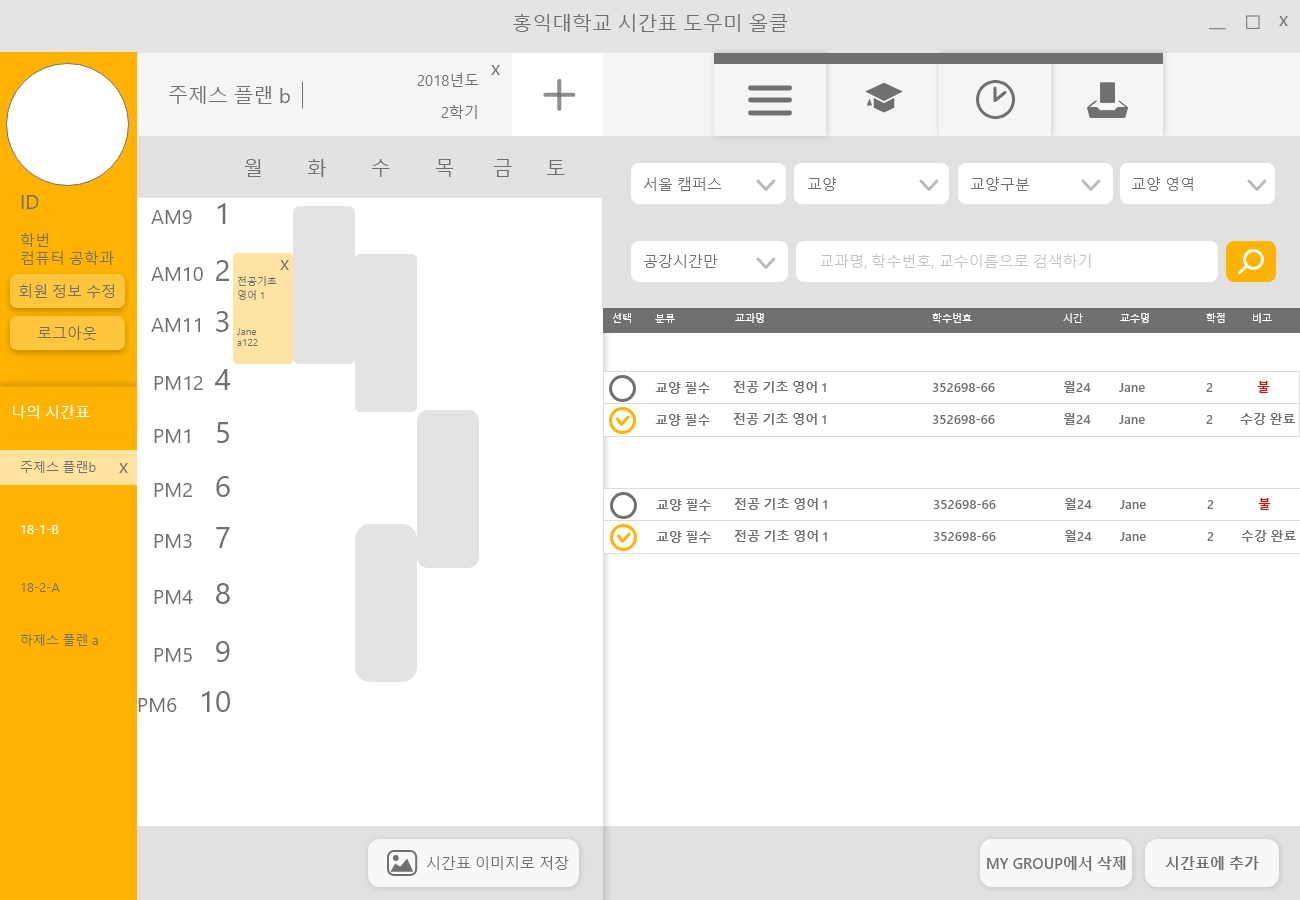 홍익대학교 시간표 도우미 올클
X
ID
학번
컴퓨터 공학과
회원 정보 수정
로그아웃
나의 시간표
주제스 플랜b X
18-1-B
18-2-A
하제스 플렌 a
주제스 플랜 b
2018년도 X
2학기
월 화 수 목 금 토
AM9 1
AM10 2
AM11 3
PM12 4
PM1 5
PM2 6
PM3 7
PM4 8
PM5 9
PM6 10
X
전공기초
영어 1
Jane
a122
시간표 이미지로 저장
서울 캠퍼스 교양 교양구분 교양 영역
공강시간만 교과명, 학수번호, 교수이름으로 검색하기
선택 분류 교과명 학수번호 시간 교수명 학점 비고
교양 필수 전공 기초 영어 1 352698-66 월24 Jane 2 불
교양 필수 전공 기초 영어 1 352698-66 월24 Jane 2 수강 완료
교양 필수 전공 기초 영어 1 352698-66 월24 Jane 2 불
교양 필수 전공 기초 영어 1 352698-66 월24 Jane 2 수강 완료
MY GROUP에서 삭제 시간표에 추가